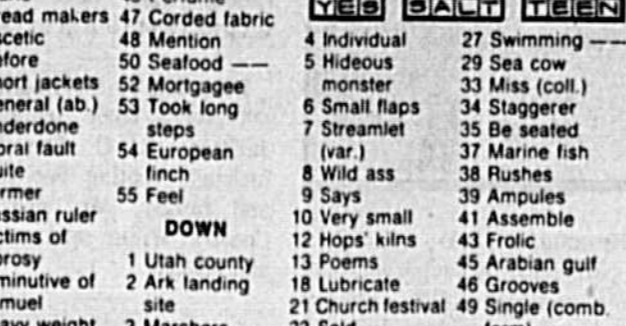 ead makers
scetic
efore
ort jackets
eneral (ab.)
nderdone
oral fault
uite
rmer
ssian ruler
ctims of
prosy
minutive of
muel
avy weight
47 Corded fabric
48 Mention
50 Seafood ——
52 Mortgagee
53 Took long
steps
54 European
finch
55 Feel
DOWN
1 Utah county
2 Ark landing
site
YES SALT TEEN
4 Individual
5 Hideous
monster
6 Small flaps
7 Streamlet
(var.)
8 Wild ass
9 Says
10 Very small
12 Hops' kilns
13 Poems
18 Lubricate
21 Church festival
27 Swimming ——
29 Sea cow
33 Miss (coll.)
34 Staggerer
35 Be seated
37 Marine fish
38 Rushes
39 Ampules
41 Assemble
43 Frolic
45 Arabian gulf
46 Grooves
49 Single (comb.